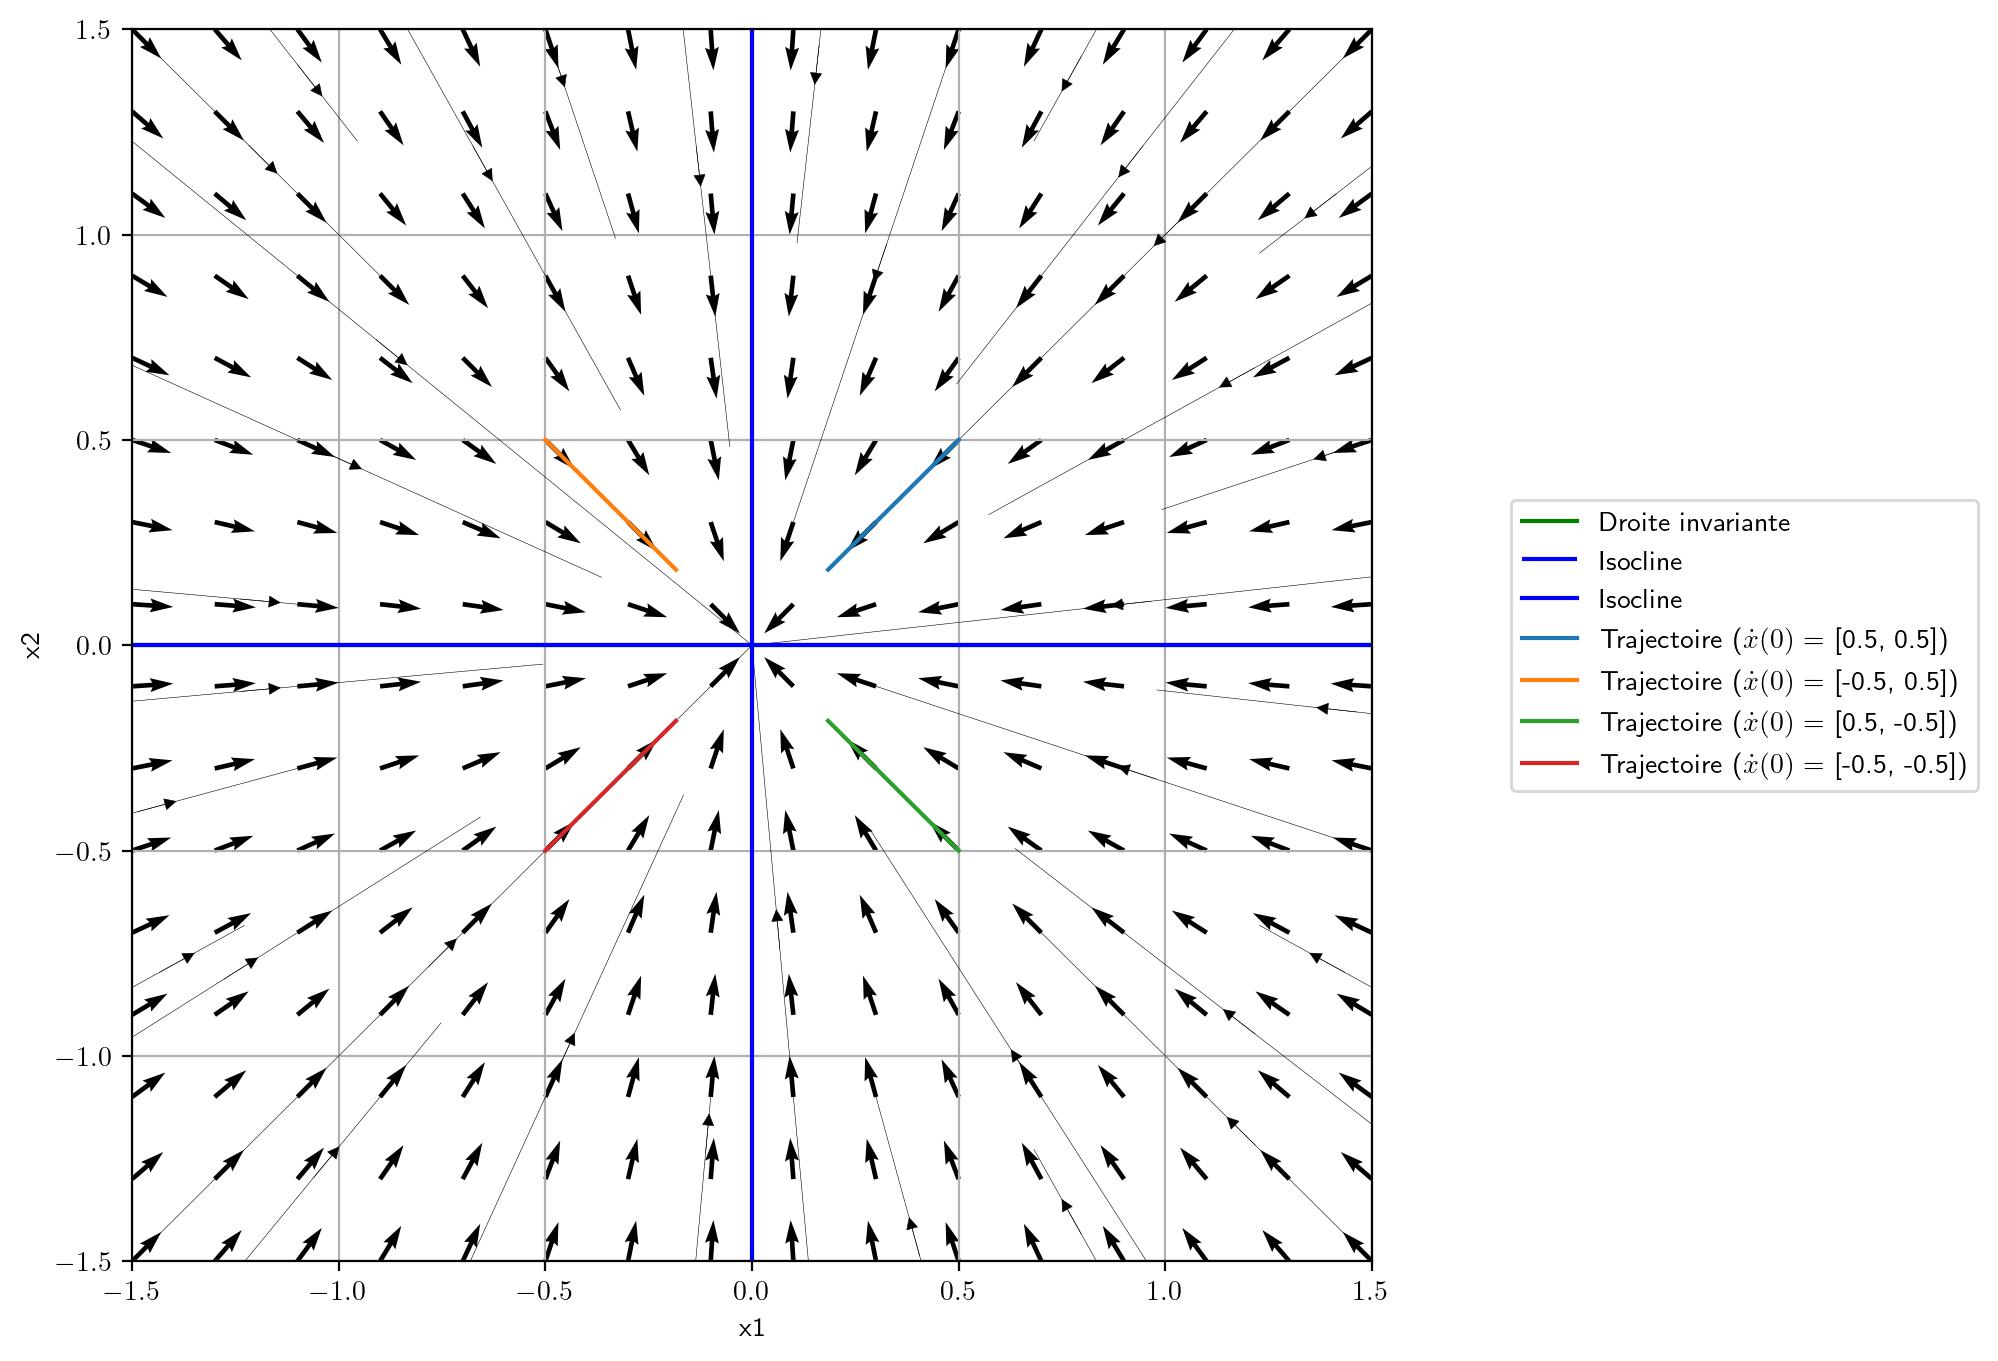 1.5
1.0
0.5
0.0
−0.5
−1.0
−1.5
x2
−1.5
−1.0
−0.5
0.0
0.5
1.0
1.5
x1
Droite invariante
Isocline
Isocline
Trajectoire (ẋ(0) = [0.5, 0.5])
Trajectoire (ẋ(0) = [-0.5, 0.5])
Trajectoire (ẋ(0) = [0.5, -0.5])
Trajectoire (ẋ(0) = [-0.5, -0.5])